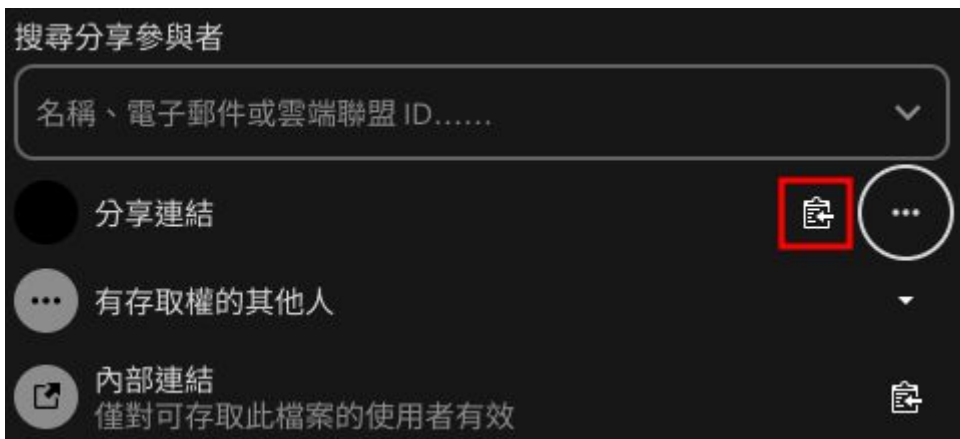 搜尋分享參與者
名稱、電子郵件或雲端聯盟 ID……
分享連結
有存取權的其他人
內部連結
僅對可存取此檔案的使用者有效